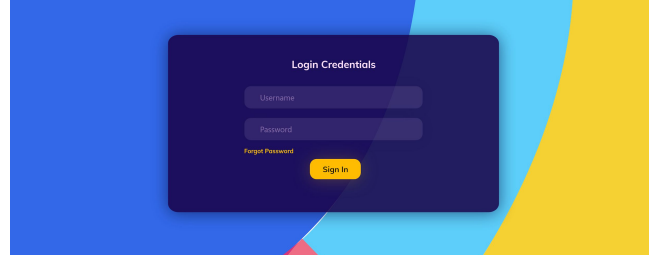 Login Credentials
Username
Password
Forgot Password
Sign In